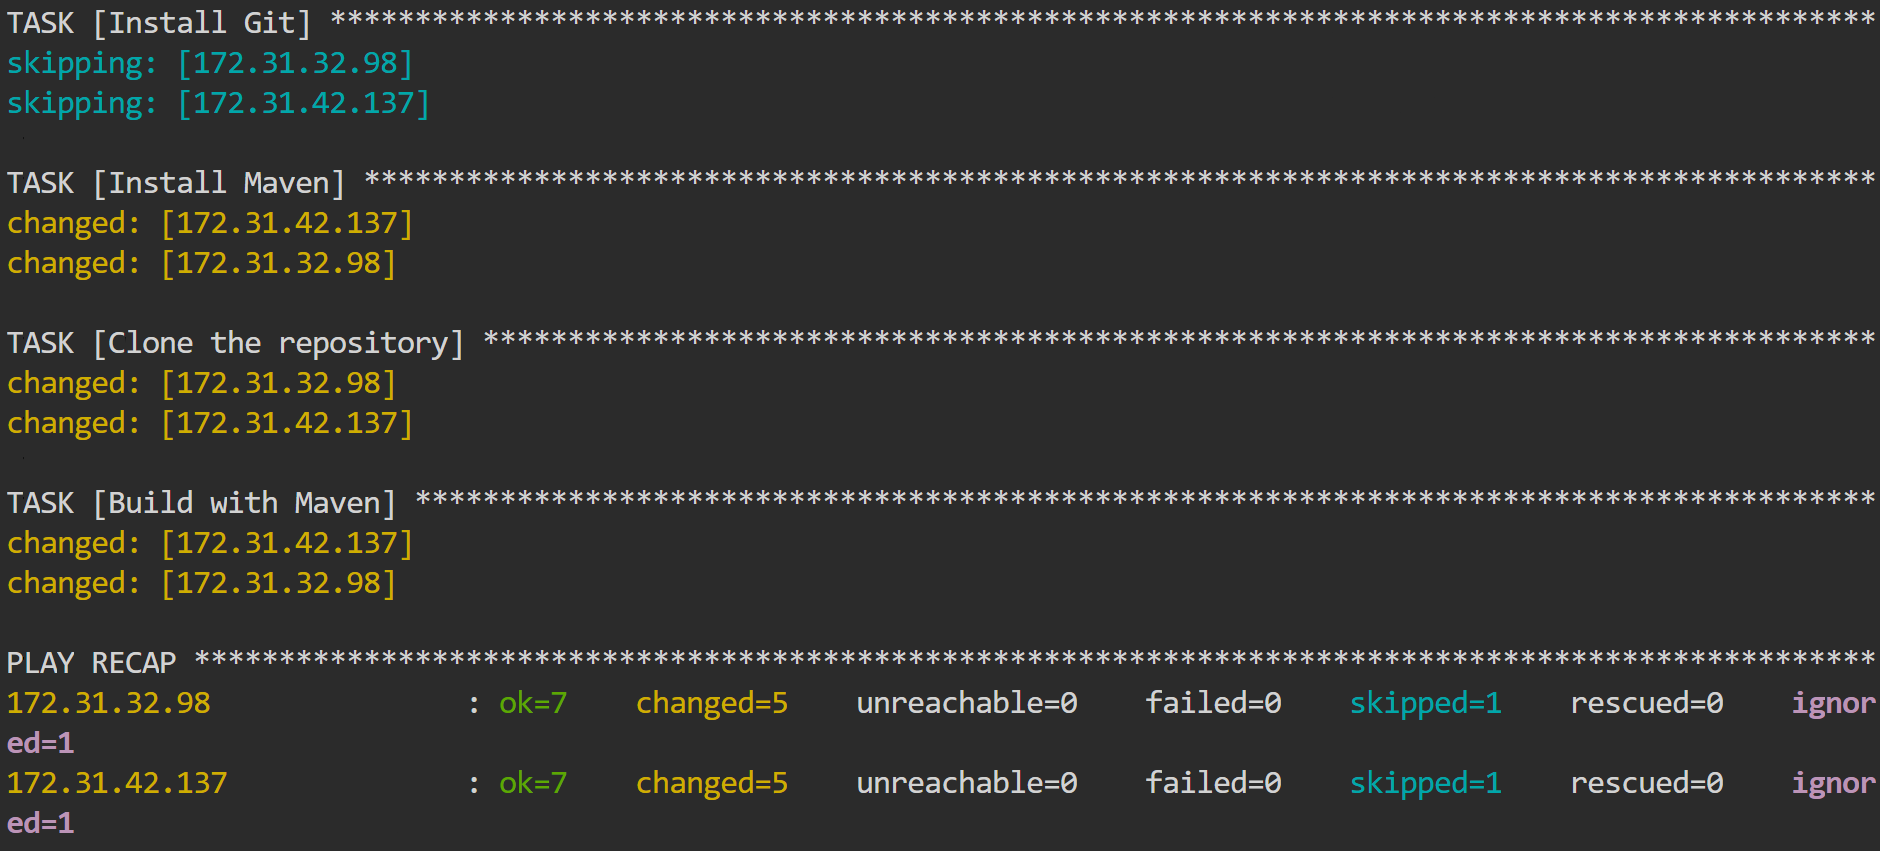 TASK [Install Git] *******************************************************************************************
skipping: [172.31.32.98]
skipping: [172.31.42.137]
TASK [Install Maven] *****************************************************************************************
changed: [172.31.42.137]
changed: [172.31.32.98]
TASK [Clone the repository] **********************************************************************************
changed: [172.31.32.98]
changed: [172.31.42.137]
TASK [Build with Maven] **************************************************************************************
changed: [172.31.42.137]
changed: [172.31.32.98]
PLAY RECAP ***************************************************************************************************
172.31.32.98               : ok=7    changed=5    unreachable=0    failed=0    skipped=1    rescued=0    ignor
ed=1
172.31.42.137              : ok=7    changed=5    unreachable=0    failed=0    skipped=1    rescued=0    ignor
ed=1